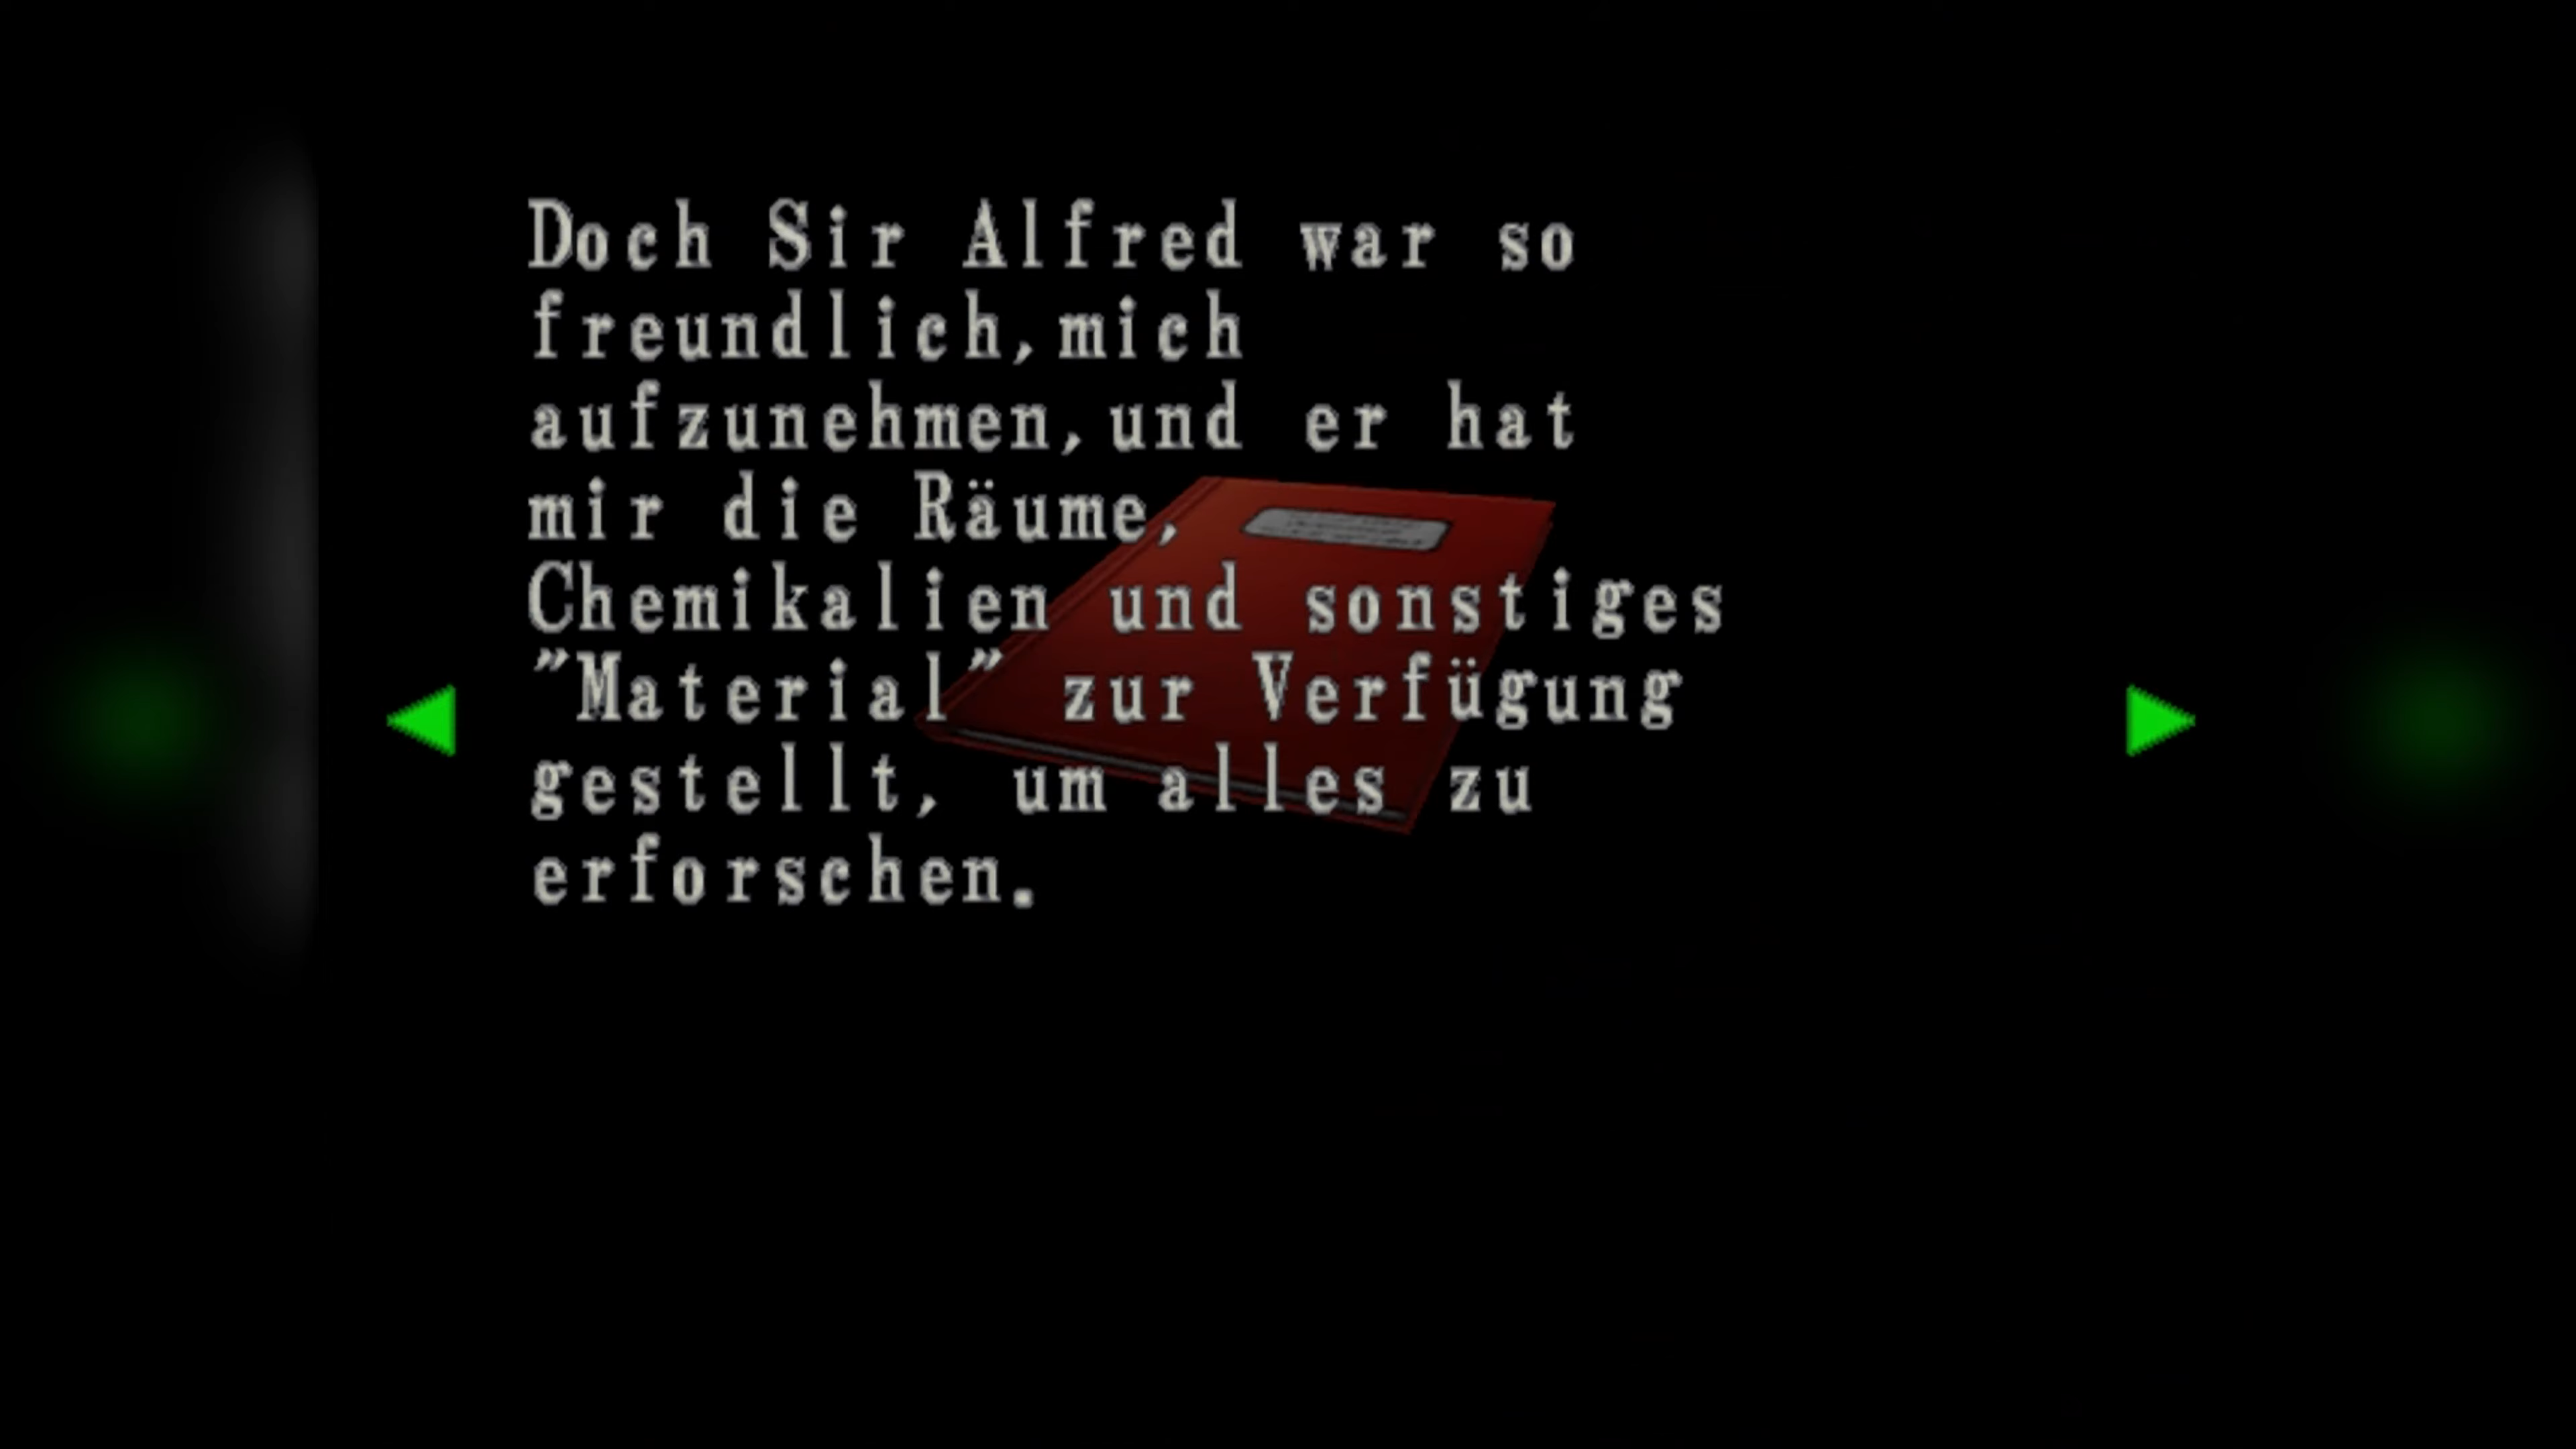 Doch Sir Alfred war so
freundlich,mich
aufzunehmen,und er hat
mir die Räume,
Chemikalien und sonstiges
"Material" zur Verfügung
gestellt, um alles zu
erforschen.